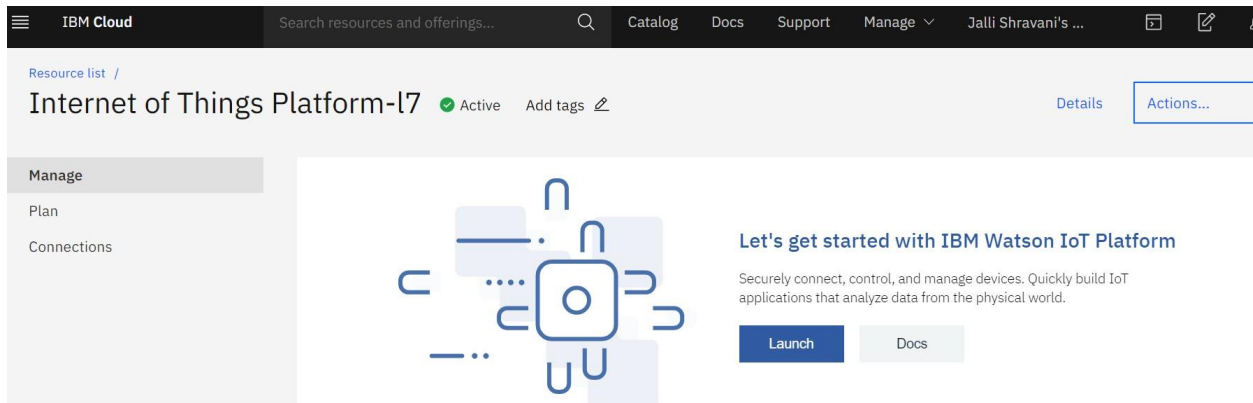 IBM Cloud Search resources and offerings... Catalog Docs Support Manage Jalli Shravani's ...
Resource list /
Internet of Things Platform-l7 Active Add tags Details Actions...
Manage
Plan
Connections
Let's get started with IBM Watson IoT Platform
Securely connect, control, and manage devices. Quickly build IoT
applications that analyze data from the physical world.
Launch Docs